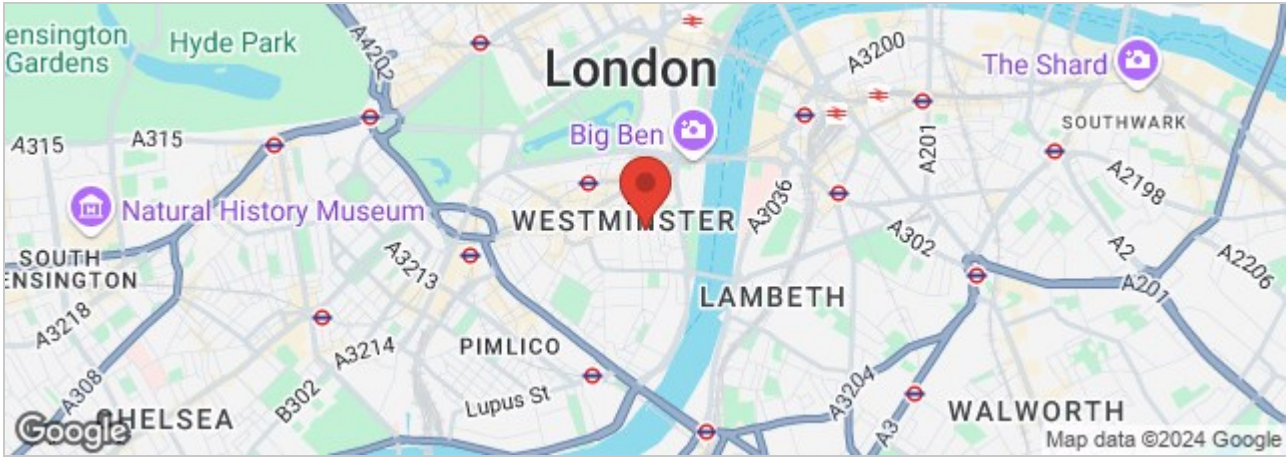 ensington
Gardens
Hyde Park
A4202
London
A3200
The Shard
Big Ben
SOUTHWARK
A315
A315
A201
A2198
Natural History Museum
WESTMINSTER
A3036
A302
A2
A2206
SOUTH
ENSINGTON
A3213
A201
LAMBETH
A3218
A3214
PIMLICO
A308
B302
Lupus St
A3204
A3
CHELSEA
WALWORTH
Google
Map data ©2024 Google